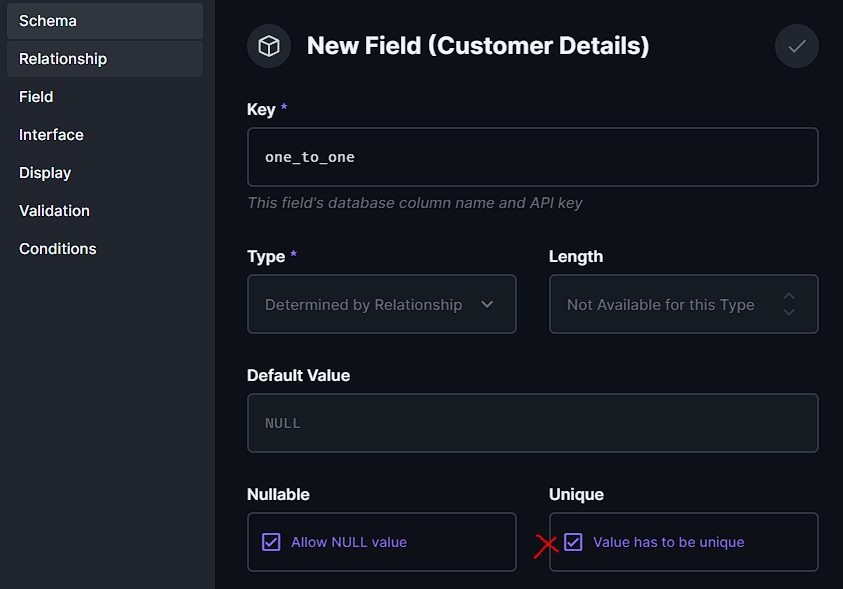 Schema
Relationship
Field
Interface
Display
Validation
Conditions
New Field (Customer Details)
Key *
one_to_one
This field's database column name and API key
Type *
Length
Determined by Relationship
Not Available for this Type
Default Value
NULL
Nullable
Unique
Allow NULL value
Value has to be unique